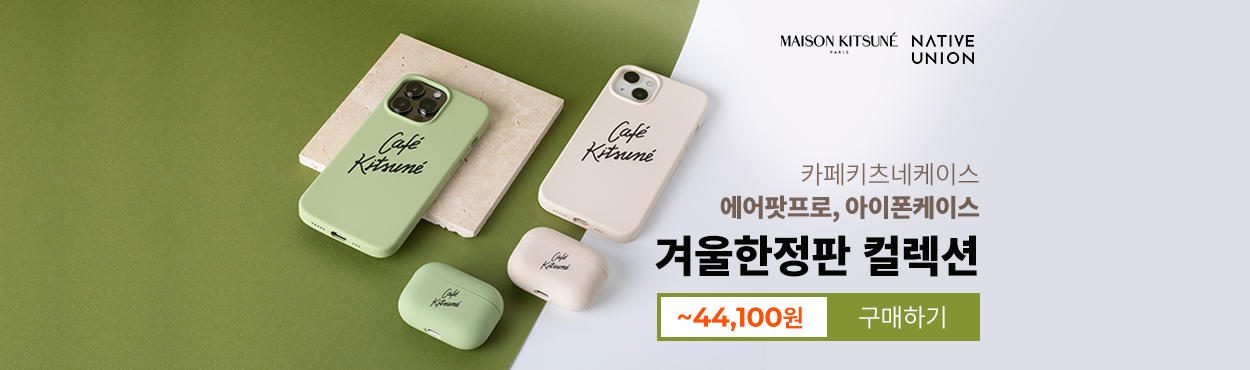 MAISON KITSUNÉ
PARIS
NATIVE
UNION
Café
Kitsuné
Café
Kitsuné
Café
Kitsuné
Café
Kitsuné
카페키츠네케이스
에어팟프로, 아이폰케이스
겨울한정판 컬렉션
~44,100원
구매하기